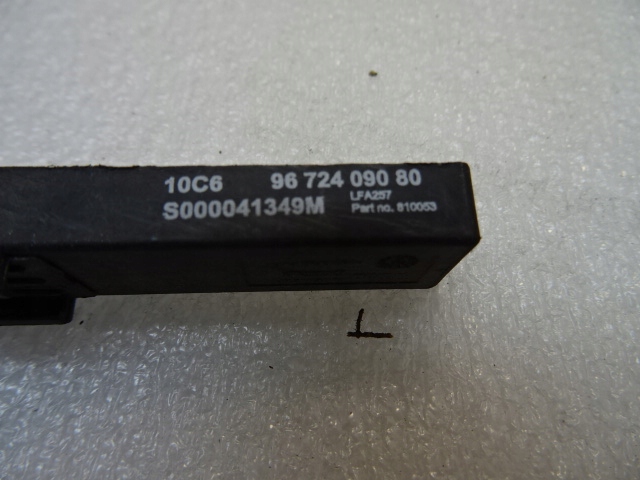 10C6 96 724 090 80
S000041349M LFA257
Part no. 810053